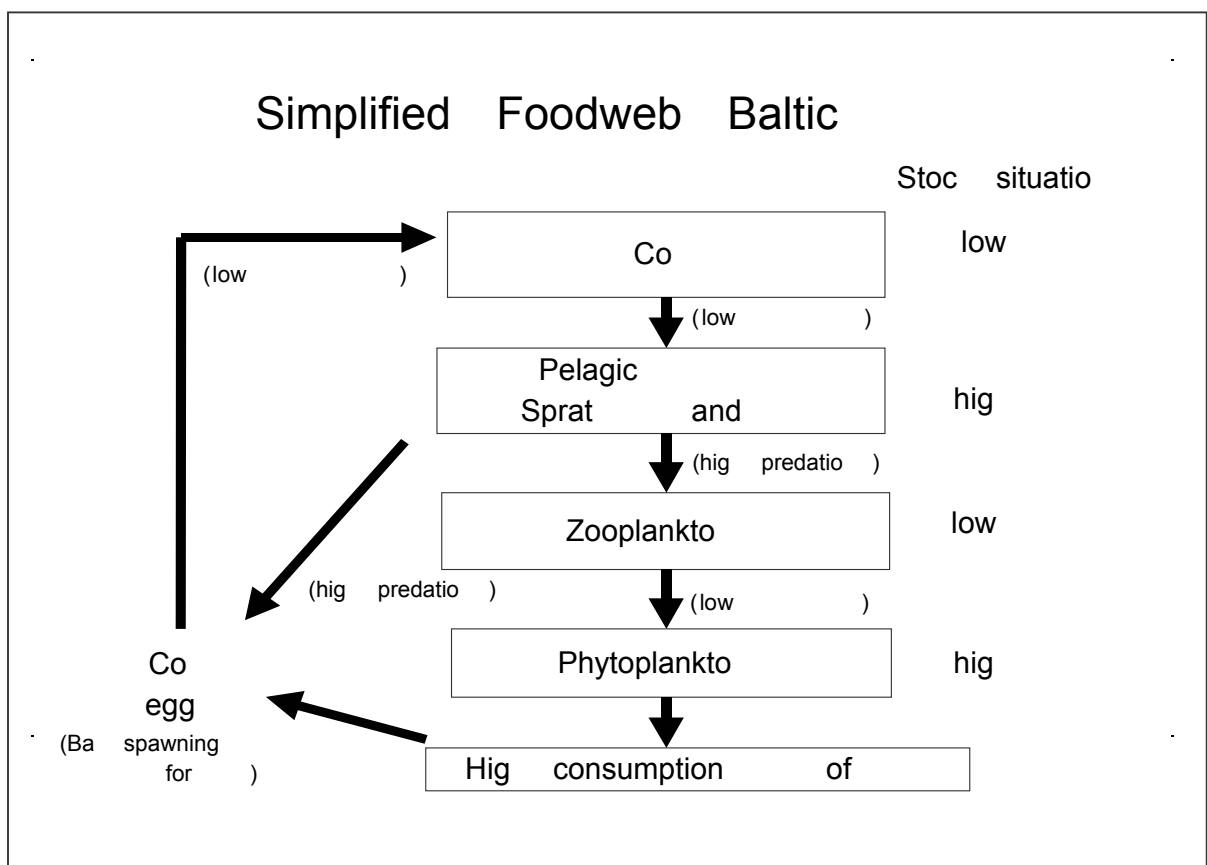 Simplified Foodweb Baltic
Stoc situatio
Co
low
(low )
(low )
Pelagic
Sprat and
hig
(hig predatio )
Zooplankto
low
(hig predatio )
(low )
Phytoplankto
hig
Co
egg
(Ba spawning
for )
Hig consumption of